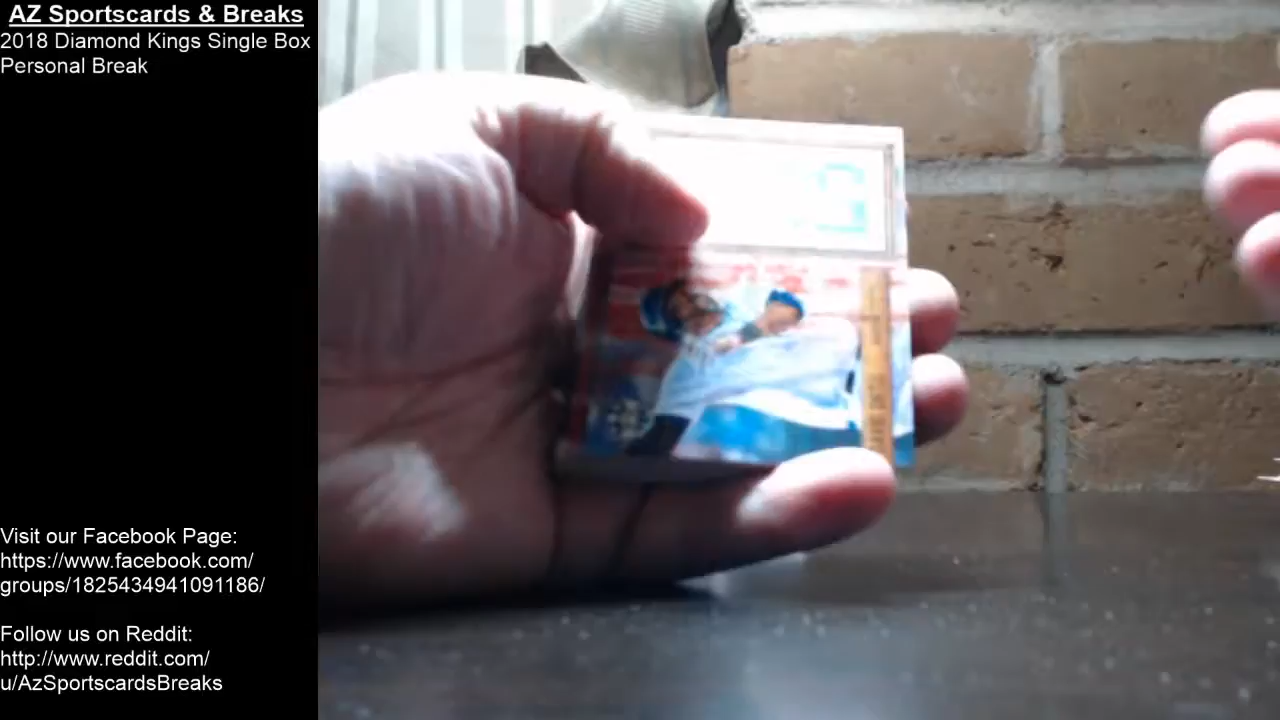 AZ Sportscards & Breaks
2018 Diamond Kings Single Box
Personal Break
Visit our Facebook Page:
https://www.facebook.com/
groups/1825434941091186/
Follow us on Reddit:
http://www.reddit.com/
u/AzSportscardsBreaks